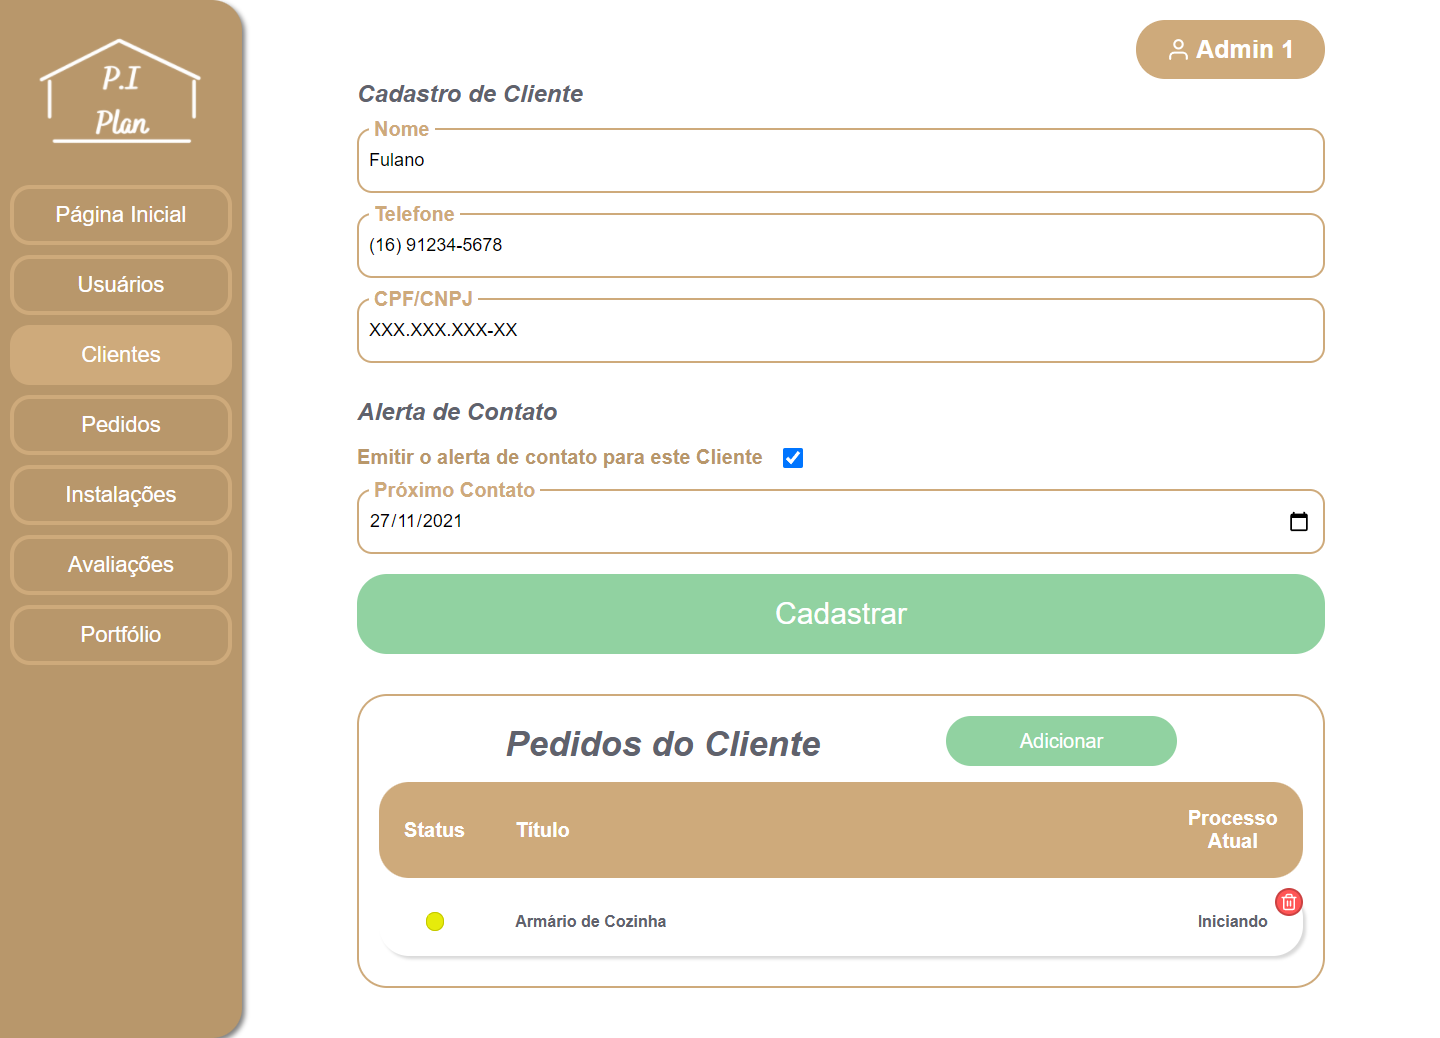 P.I
Plan
Página Inicial
Usuários
Clientes
Pedidos
Instalações
Avaliações
Portfólio
Admin 1
Cadastro de Cliente
Nome
Fulano
Telefone
(16) 91234-5678
CPF/CNPJ
XXX.XXX.XXX-XX
Alerta de Contato
Emitir o alerta de contato para este Cliente
Próximo Contato
27/11/2021
Cadastrar
Pedidos do Cliente
Adicionar
Status
Título
Processo
Atual
Armário de Cozinha
Iniciando